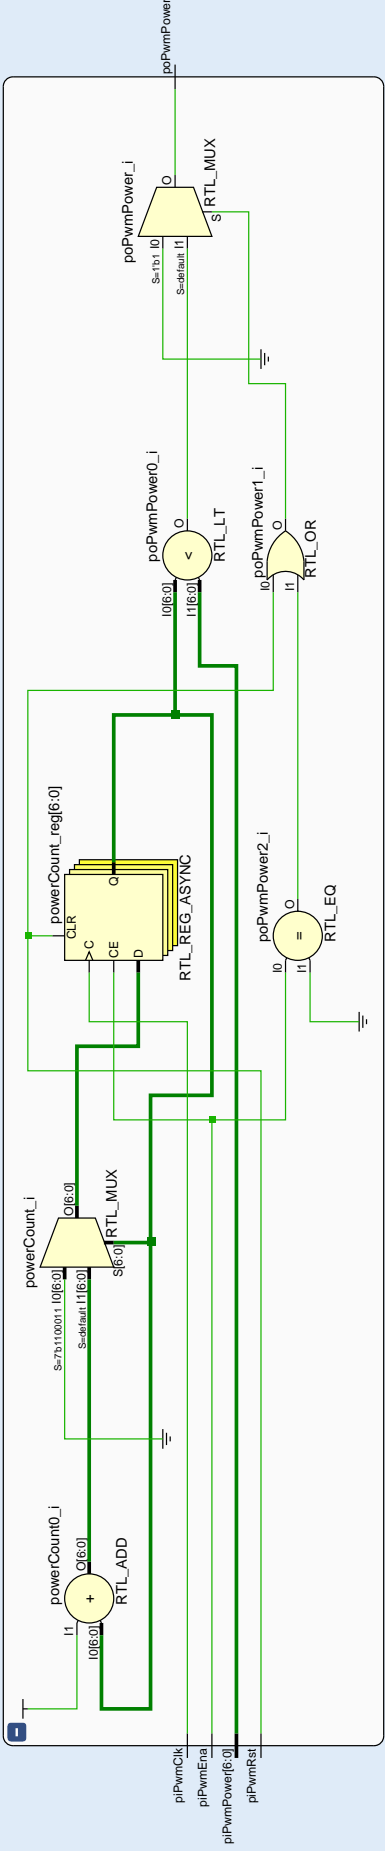 piPwmClk
piPwmEna
piPwmPower[6:0]
piPwmRst
powerCount0_i
I1
I0[6:0]
+
O[6:0]
RTL_ADD
powerCount_i
S=7'b1100011 I0[6:0]
S=default I1[6:0]
O[6:0]
S[6:0]
RTL_MUX
powerCount_reg[6:0]
CLR
C
CE
D
Q
RTL_REG_ASYNC
poPwmPower2_i
I0
I1
=
O
RTL_EQ
poPwmPower0_i
I0[6:0]
I1[6:0]
<
O
RTL_LT
poPwmPower1_i
I0
I1
O
RTL_OR
poPwmPower_i
S=1'b1 I0
S=default I1
O
S
RTL_MUX
poPwmPower